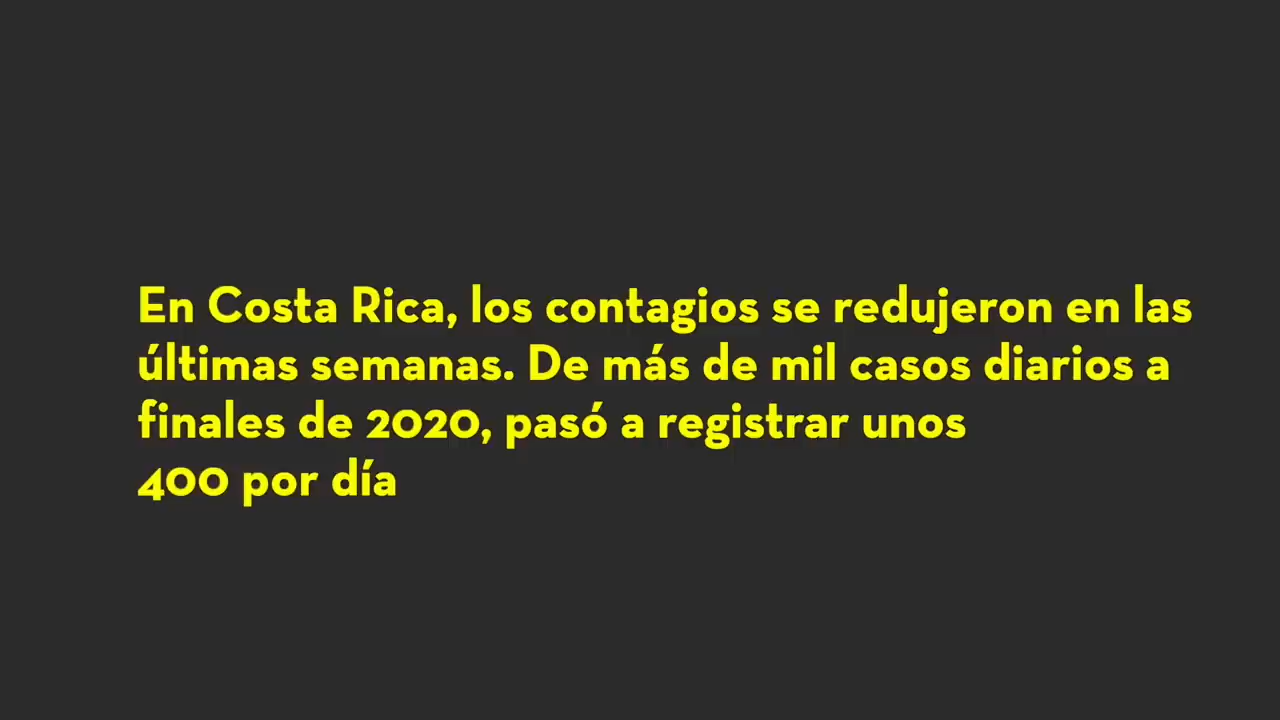 En Costa Rica, los contagios se redujeron en las
últimas semanas. De más de mil casos diarios a
finales de 2020, pasó a registrar unos
400 por día